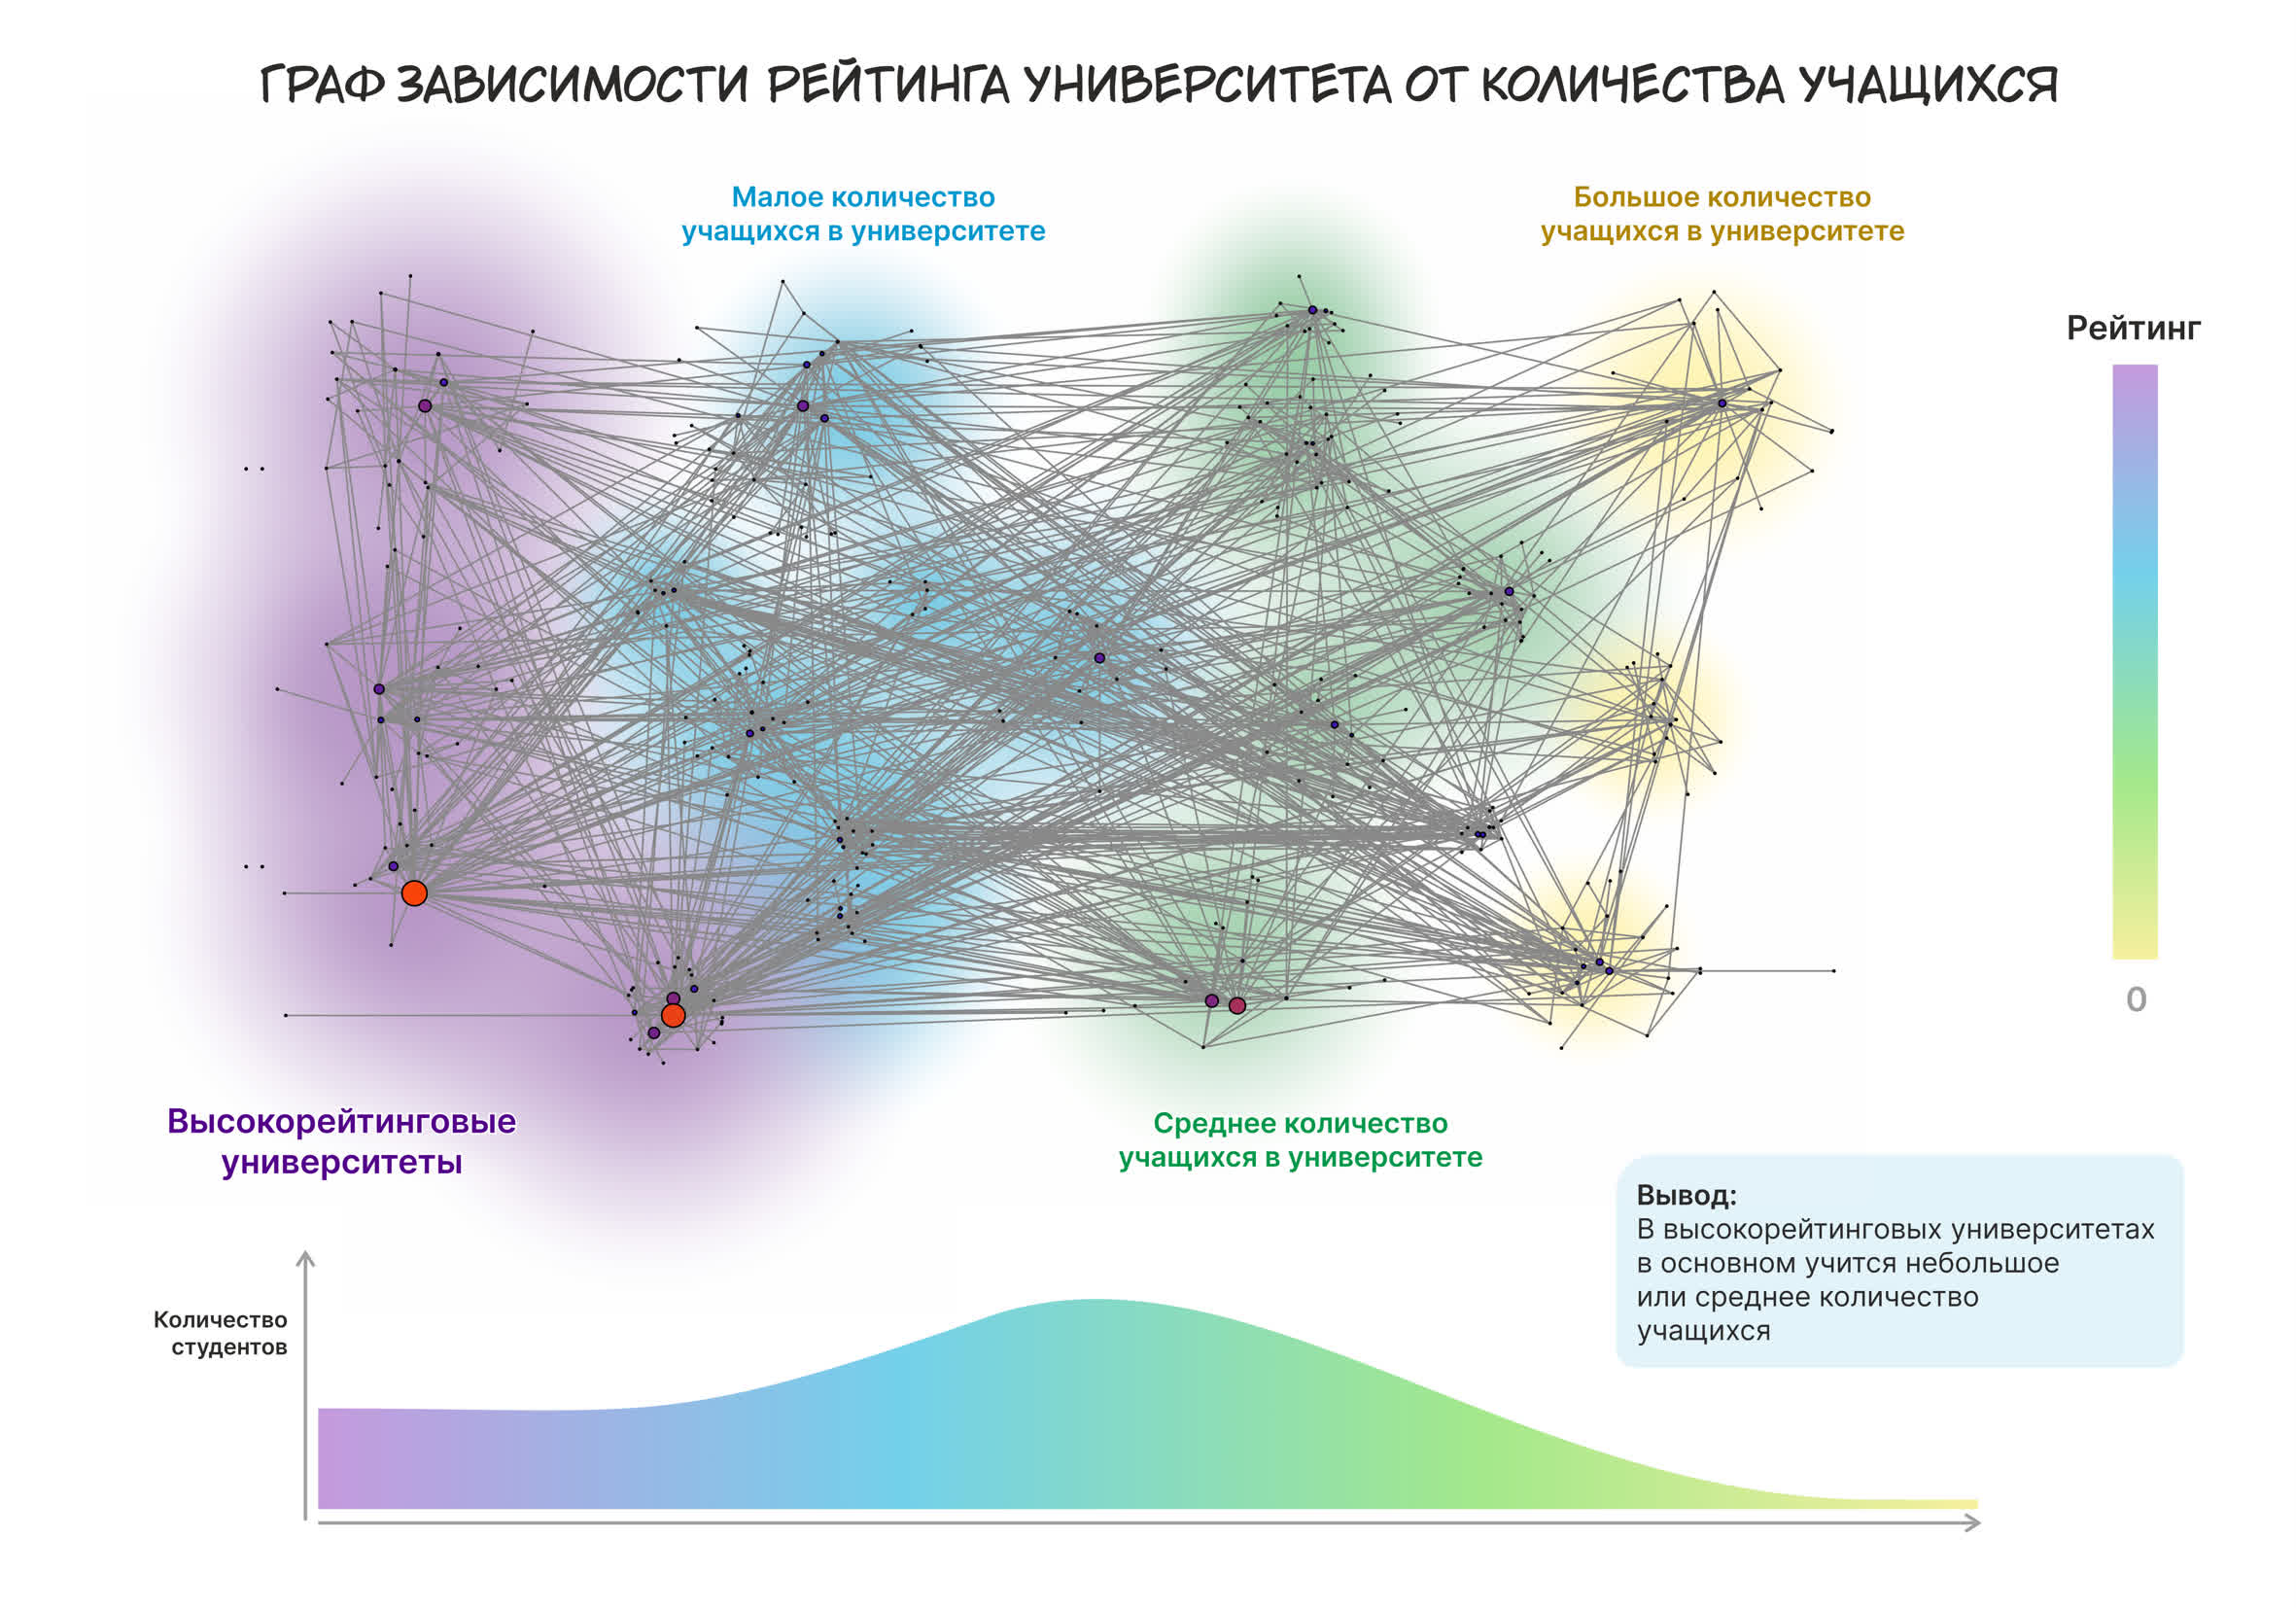 ГРАФ ЗАВИСИМОСТИ РЕЙТИНГА УНИВЕРСИТЕТА ОТ КОЛИЧЕСТВА УЧАЩИХСЯ
Малое количество
учащихся в университете
Большое количество
учащихся в университете
Рейтинг
0
Высокорейтинговые
университеты
Среднее количество
учащихся в университете
Вывод:
В высокорейтинговых университетах
в основном учится небольшое
или среднее количество
учащихся
Количество
студентов